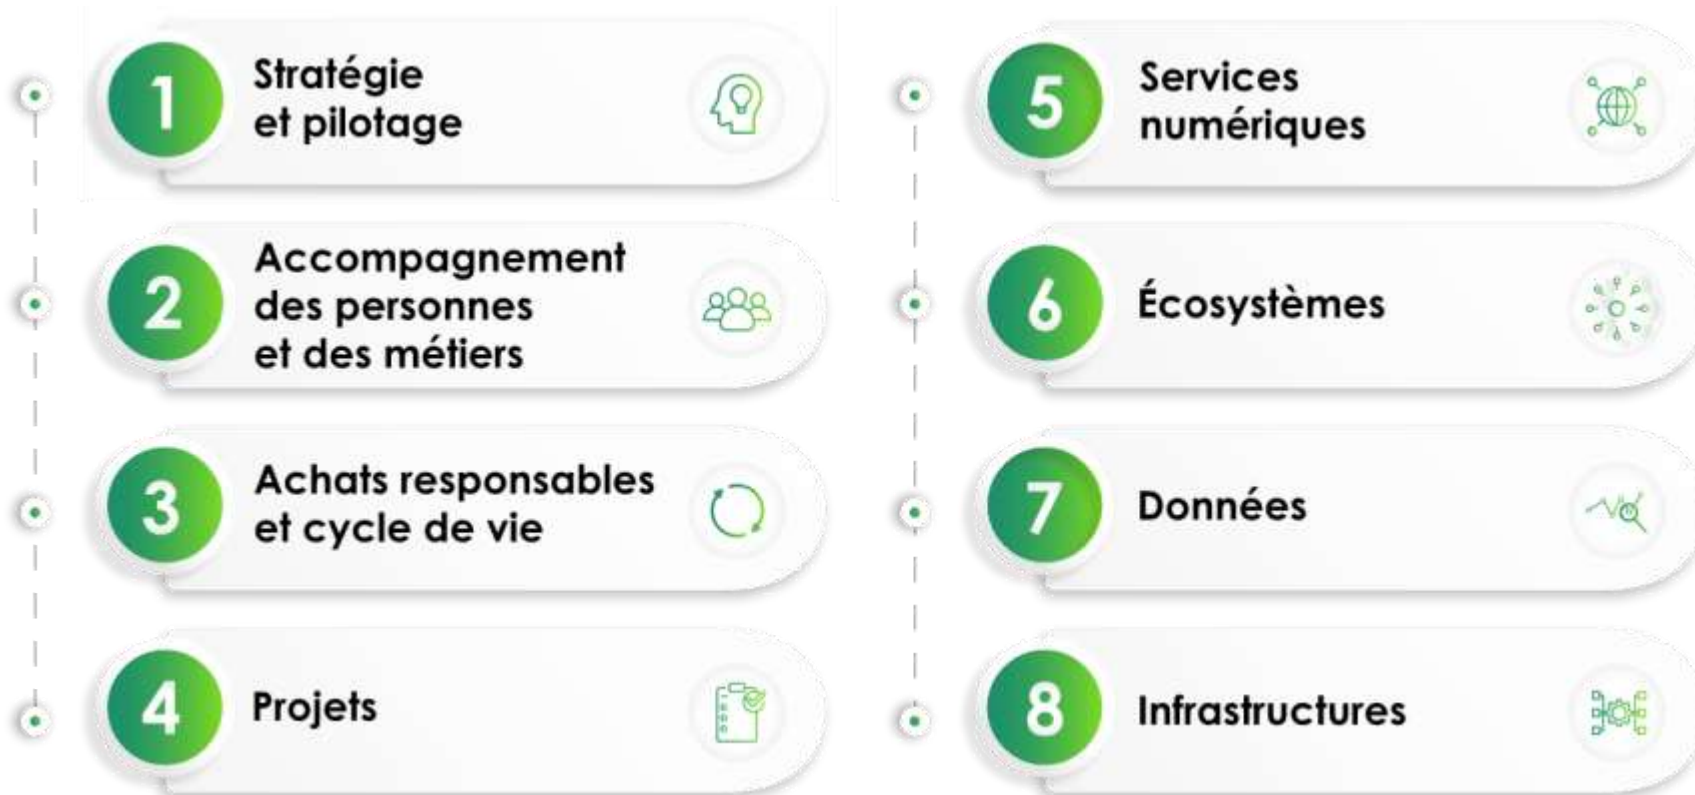 1
Stratégie
et pilotage
2
Accompagnement
des personnes
et des métiers
3
Achats responsables
et cycle de vie
4
Projets
5
Services
numériques
6
Écosystèmes
7
Données
8
Infrastructures